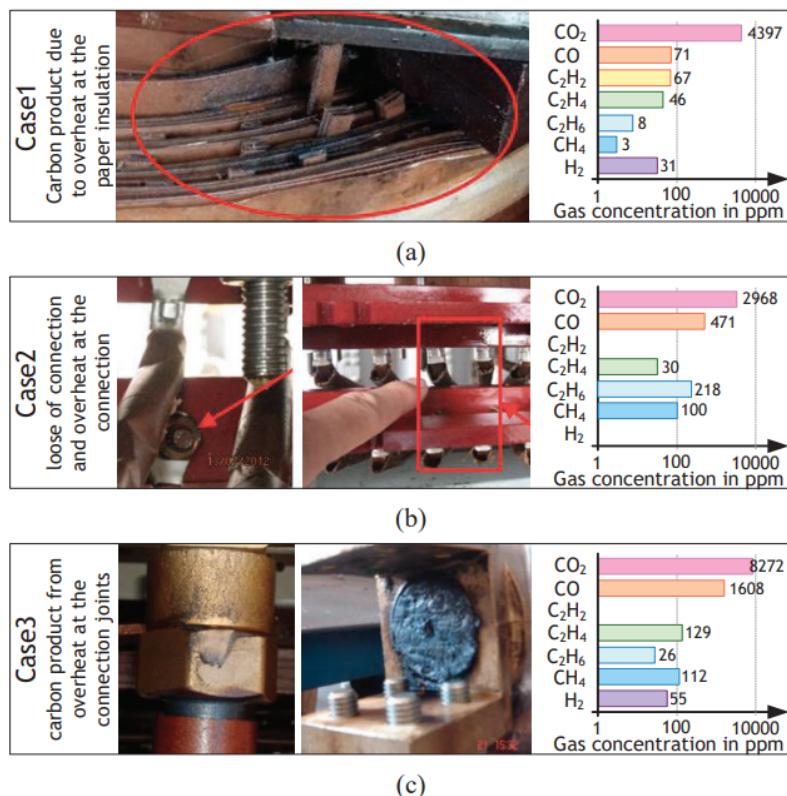 Case1
Carbon product due
to overheat at the
paper insulation
CO₂ 4397
CO 71
C₂H₂ 67
C₂H₄ 46
C₂H₆ 8
CH₄ 3
H₂ 31
1 100 10000
Gas concentration in ppm
(a)
Case2
loose of connection
and overheat at the
connection
CO₂ 2968
CO 471
C₂H₂
C₂H₄ 30
C₂H₆ 218
CH₄ 100
H₂
1 100 10000
Gas concentration in ppm
(b)
Case3
carbon product from
overheat at the
connection joints
21 15:32
CO₂ 8272
CO 1608
C₂H₂
C₂H₄ 129
C₂H₆ 26
CH₄ 112
H₂ 55
1 100 10000
Gas concentration in ppm
(c)